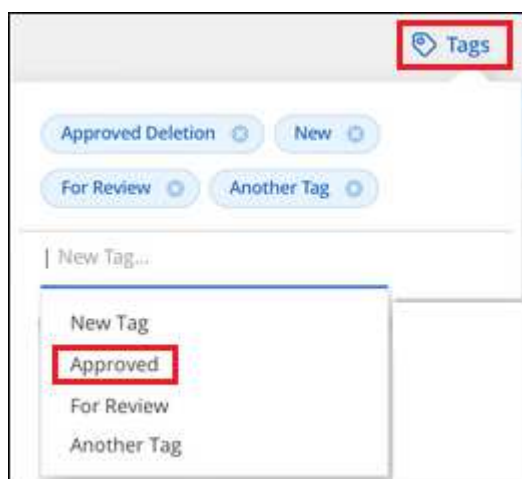 Tags
Approved Deletion New
For Review Another Tag
New Tag...
New Tag
Approved
For Review
Another Tag